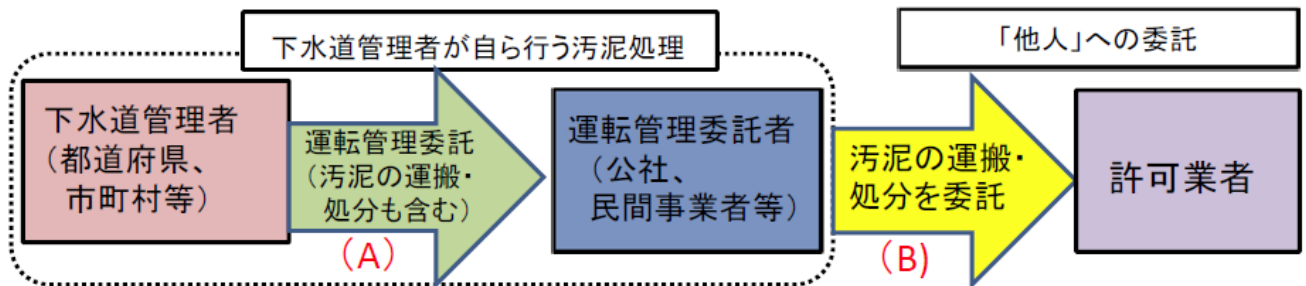 下水道管理者が自ら行う汚泥処理
「他人」への委託
下水道管理者
（都道府県、
市町村等）
運転管理委託
（汚泥の運搬・
処分も含む）
（A）
運転管理委託者
（公社、
民間事業者等）
汚泥の運搬・
処分を委託
（B)
許可業者